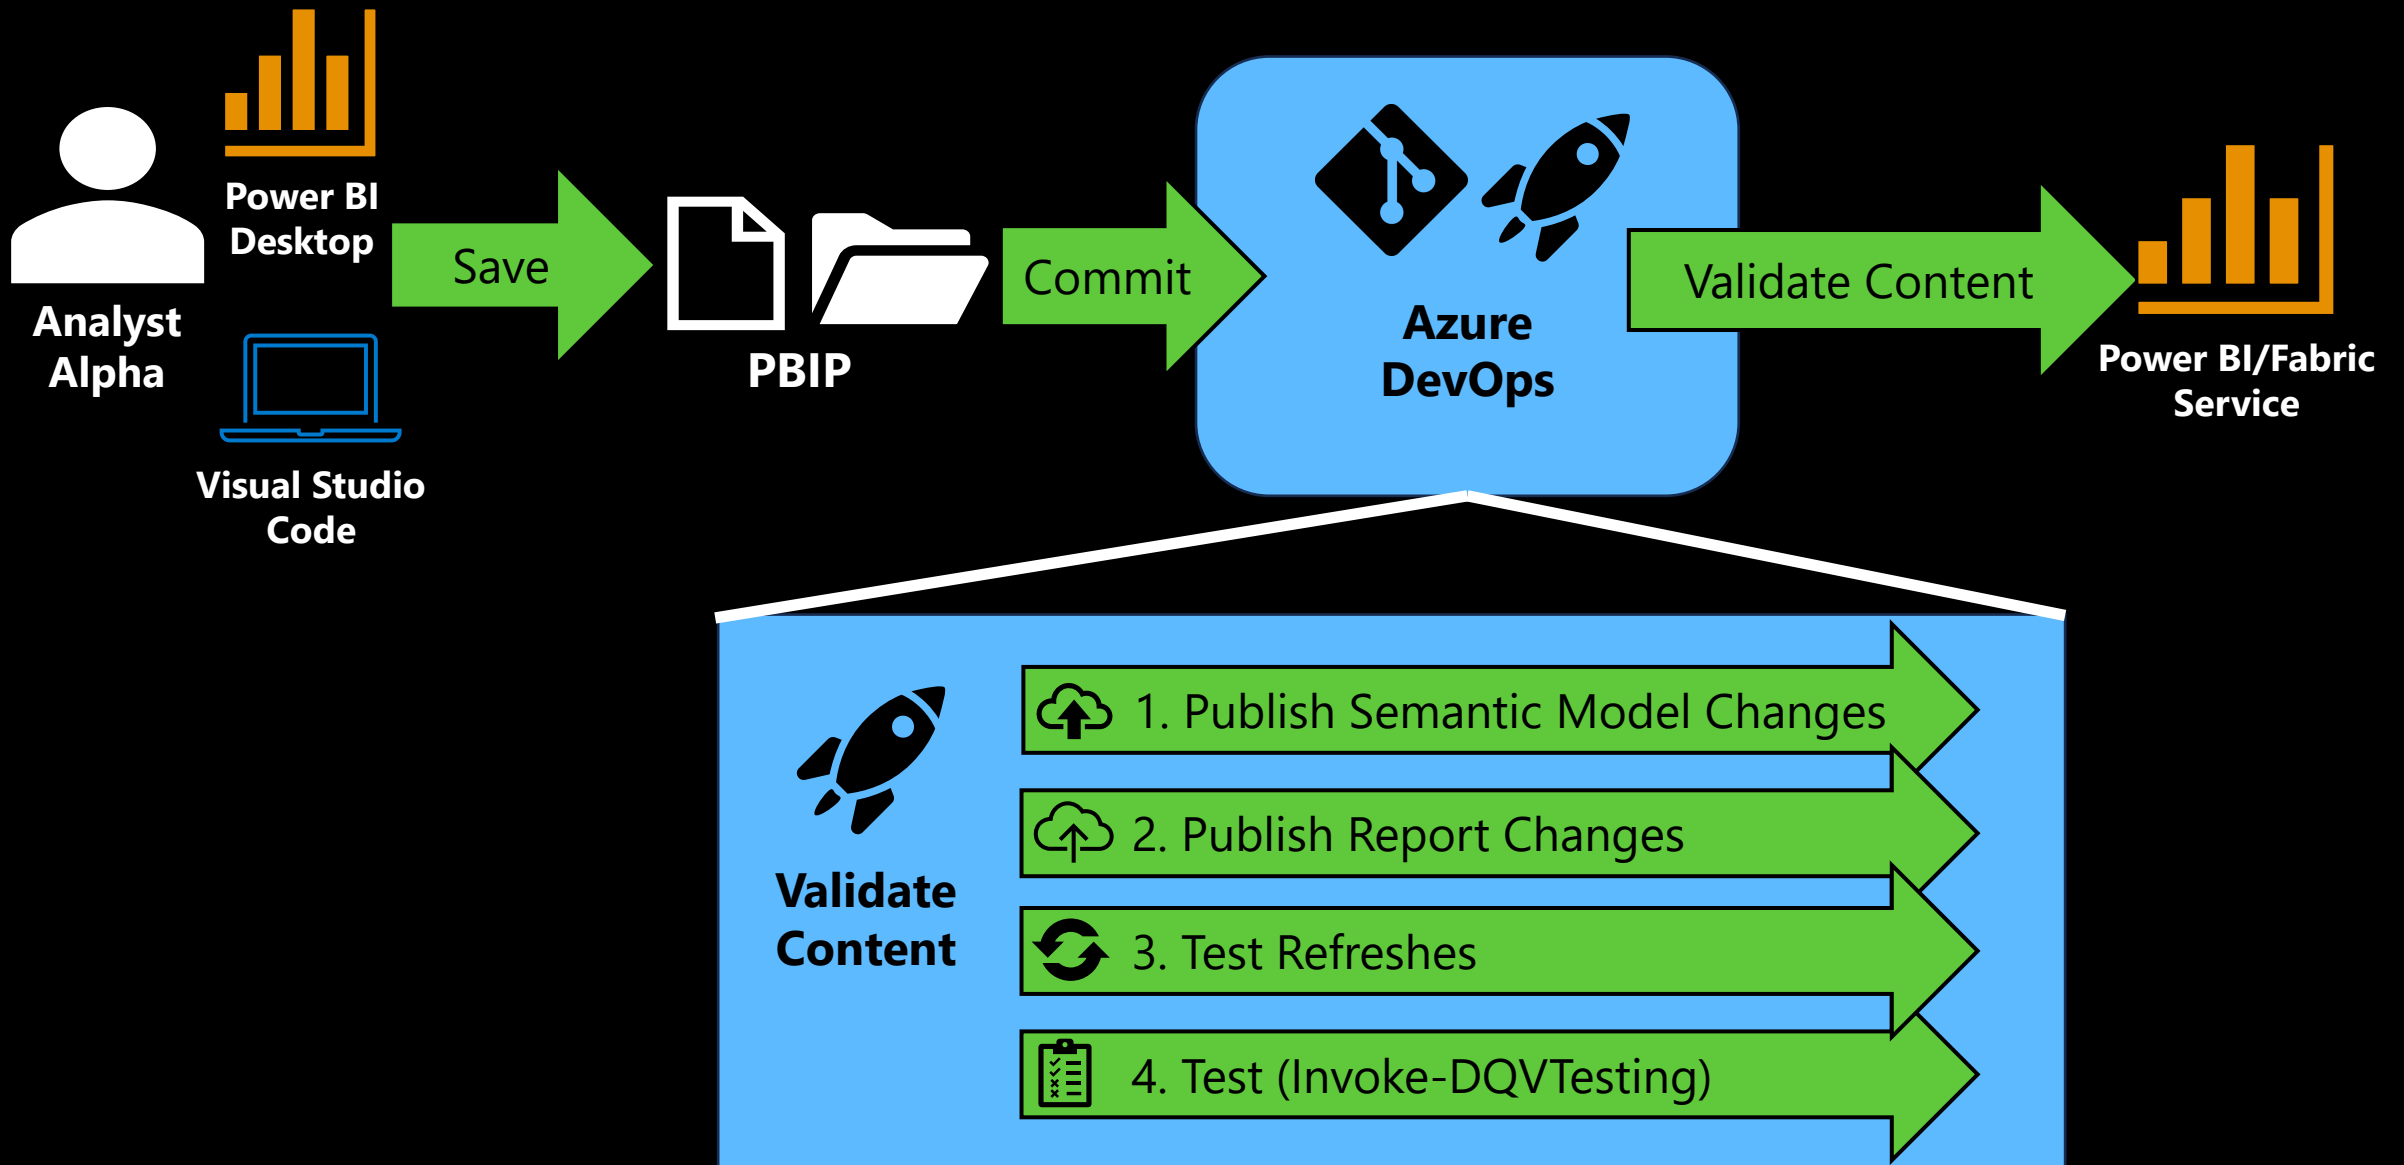 Power BI
Desktop
Analyst
Alpha
Visual Studio
Code
Save
PBIP
Commit
Azure
DevOps
Validate Content
Power BI/Fabric
Service
Validate
Content
1. Publish Semantic Model Changes
2. Publish Report Changes
3. Test Refreshes
4. Test (Invoke-DQVTesting)